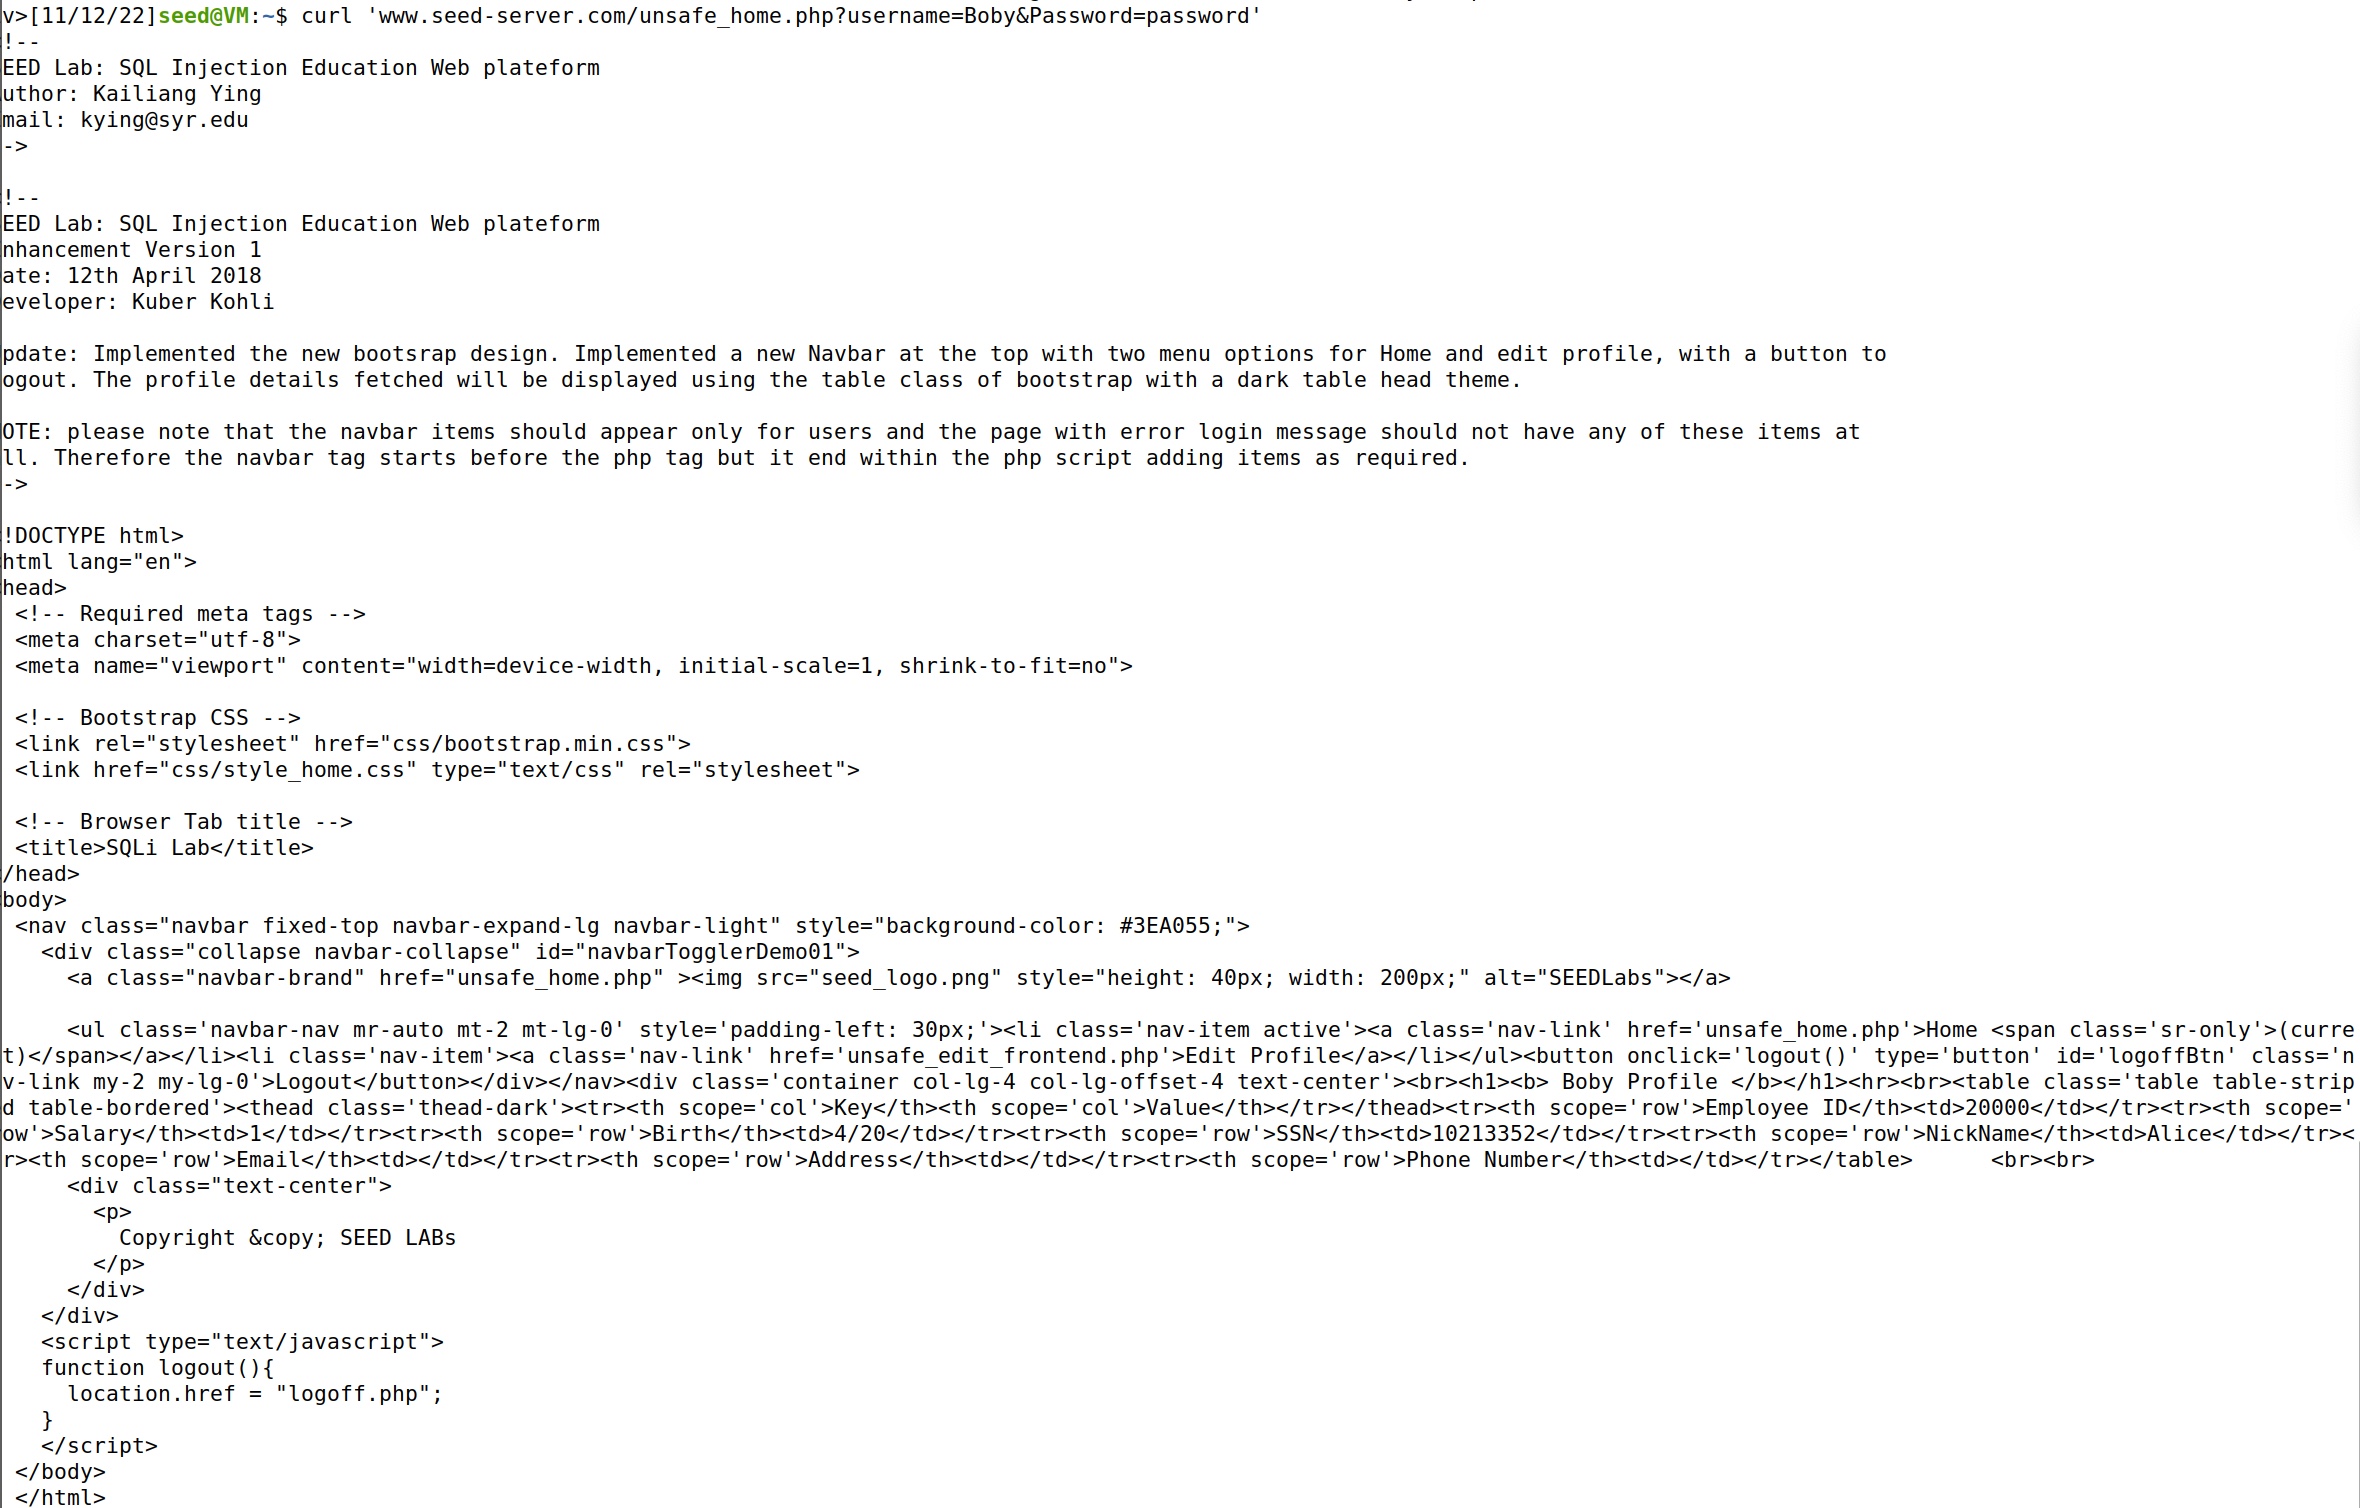 v>[11/12/22]seed@VM:~$ curl 'www.seed-server.com/unsafe_home.php?username=Boby&Password=password'
!--
EED Lab: SQL Injection Education Web plateform
uthor: Kailiang Ying
mail: kying@syr.edu
->
!--
EED Lab: SQL Injection Education Web plateform
nhancement Version 1
ate: 12th April 2018
eveloper: Kuber Kohli
pdate: Implemented the new bootsrap design. Implemented a new Navbar at the top with two menu options for Home and edit profile, with a button to
ogout. The profile details fetched will be displayed using the table class of bootstrap with a dark table head theme.
OTE: please note that the navbar items should appear only for users and the page with error login message should not have any of these items at
ll. Therefore the navbar tag starts before the php tag but it end within the php script adding items as required.
->
!DOCTYPE html>
html lang="en">
head>
 <!-- Required meta tags -->
 <meta charset="utf-8">
 <meta name="viewport" content="width=device-width, initial-scale=1, shrink-to-fit=no">
 <!-- Bootstrap CSS -->
 <link rel="stylesheet" href="css/bootstrap.min.css">
 <link href="css/style_home.css" type="text/css" rel="stylesheet">
 <!-- Browser Tab title -->
 <title>SQLi Lab</title>
/head>
body>
 <nav class="navbar fixed-top navbar-expand-lg navbar-light" style="background-color: #3EA055;">
   <div class="collapse navbar-collapse" id="navbarTogglerDemo01">
     <a class="navbar-brand" href="unsafe_home.php" ><img src="seed_logo.png" style="height: 40px; width: 200px;" alt="SEEDLabs"></a>
     <ul class='navbar-nav mr-auto mt-2 mt-lg-0' style='padding-left: 30px;'><li class='nav-item active'><a class='nav-link' href='unsafe_home.php'>Home <span class='sr-only'>(curre
t)</span></a></li><li class='nav-item'><a class='nav-link' href='unsafe_edit_frontend.php'>Edit Profile</a></li></ul><button onclick='logout()' type='button' id='logoffBtn' class='n
v-link my-2 my-lg-0'>Logout</button></div></nav><div class='container col-lg-4 col-lg-offset-4 text-center'><br><h1><b> Boby Profile </b></h1><hr><br><table class='table table-strip
d table-bordered'><thead class='thead-dark'><tr><th scope='col'>Key</th><th scope='col'>Value</th></tr></thead><tr><th scope='row'>Employee ID</th><td>20000</td></tr><tr><th scope='
ow'>Salary</th><td>1</td></tr><tr><th scope='row'>Birth</th><td>4/20</td></tr><tr><th scope='row'>SSN</th><td>10213352</td></tr><tr><th scope='row'>NickName</th><td>Alice</td></tr><
r><th scope='row'>Email</th><td></td></tr><tr><th scope='row'>Address</th><td></td></tr><tr><th scope='row'>Phone Number</th><td></td></tr></table>      <br><br>
     <div class="text-center">
       <p>
         Copyright &copy; SEED LABs
       </p>
     </div>
   </div>
   <script type="text/javascript">
   function logout(){
     location.href = "logoff.php";
   }
   </script>
 </body>
 </html>